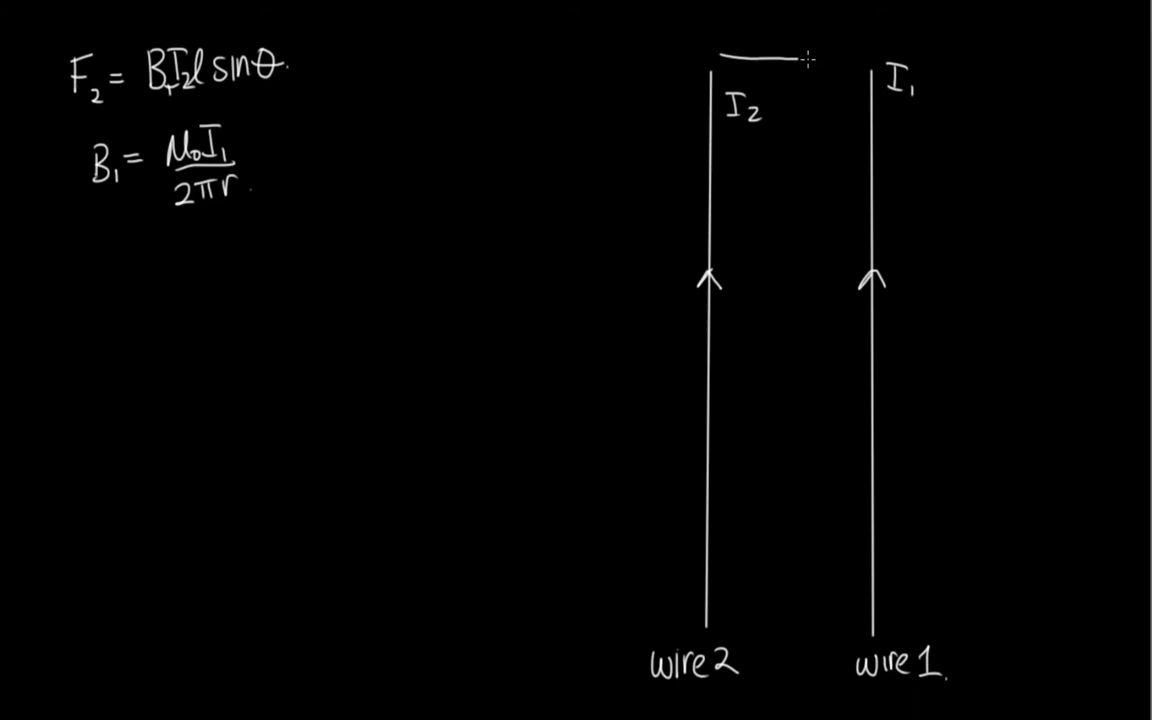 F₂ = B₁I₂l sinθ.
B₁ = μ₀I₁ / 2πr.
I₂
I₁
wire 2
wire 1.